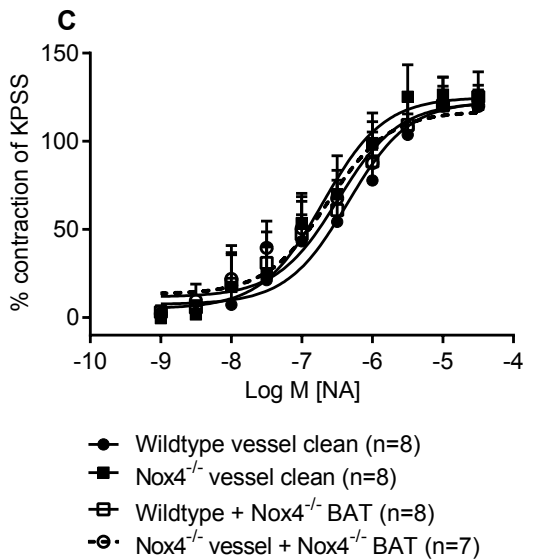 C
150
100
50
0
% contraction of KPSS
-10 -9 -8 -7 -6 -5 -4
Log M [NA]
Wildtype vessel clean (n=8)
Nox4⁻/⁻ vessel clean (n=8)
Wildtype + Nox4⁻/⁻ BAT (n=8)
Nox4⁻/⁻ vessel + Nox4⁻/⁻ BAT (n=7)